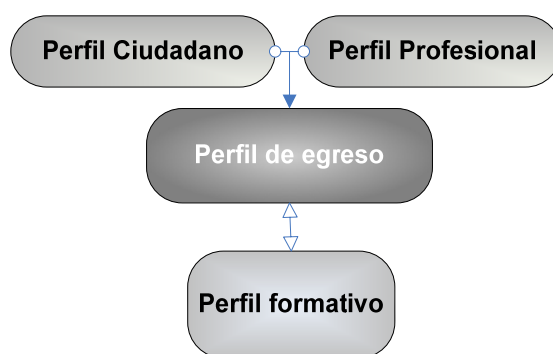 Perfil Ciudadano
Perfil Profesional
Perfil de egreso
Perfil formativo